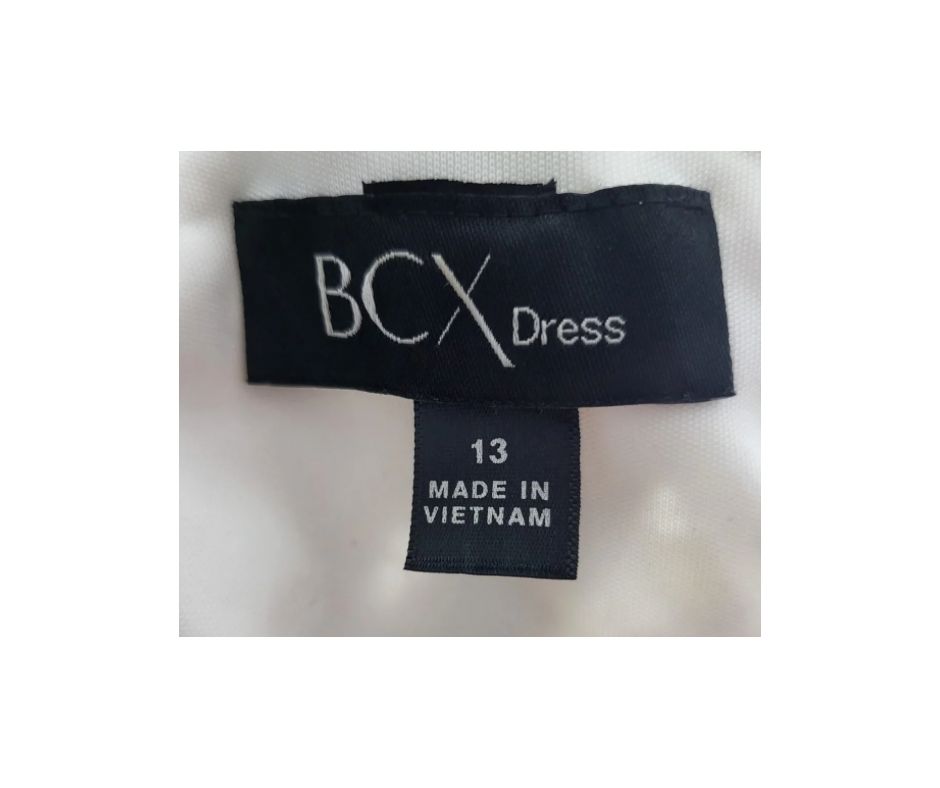 BCX Dress
13
MADE IN
VIETNAM